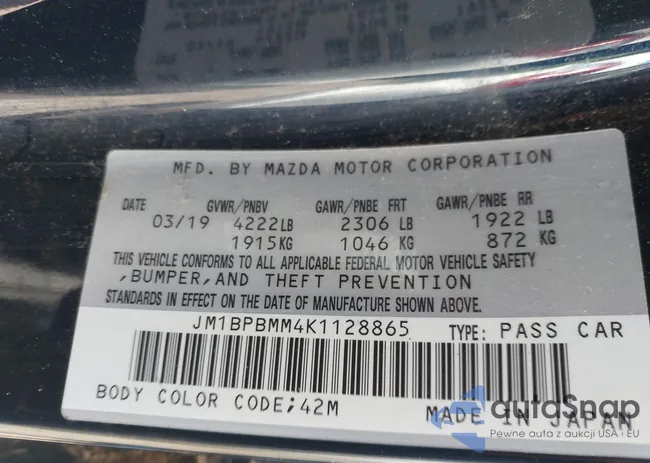 MFD. BY MAZDA MOTOR CORPORATION
DATE GVWR/PNBV GAWR/PNBE FRT GAWR/PNBE RR
03/19 4222LB 2306 LB 1922 LB
1915KG 1046 KG 872 KG
THIS VEHICLE CONFORMS TO ALL APPLICABLE FEDERAL MOTOR VEHICLE SAFETY
,BUMPER,AND THEFT PREVENTION
STANDARDS IN EFFECT ON THE DATE OF MANUFACTURE SHOWN ABOVE.
JM1BPBMM4K1128865 TYPE: PASS CAR
BODY COLOR CODE;42M MADE IN JAPAN
autoSnap
Pewne auta z aukcji USA i EU